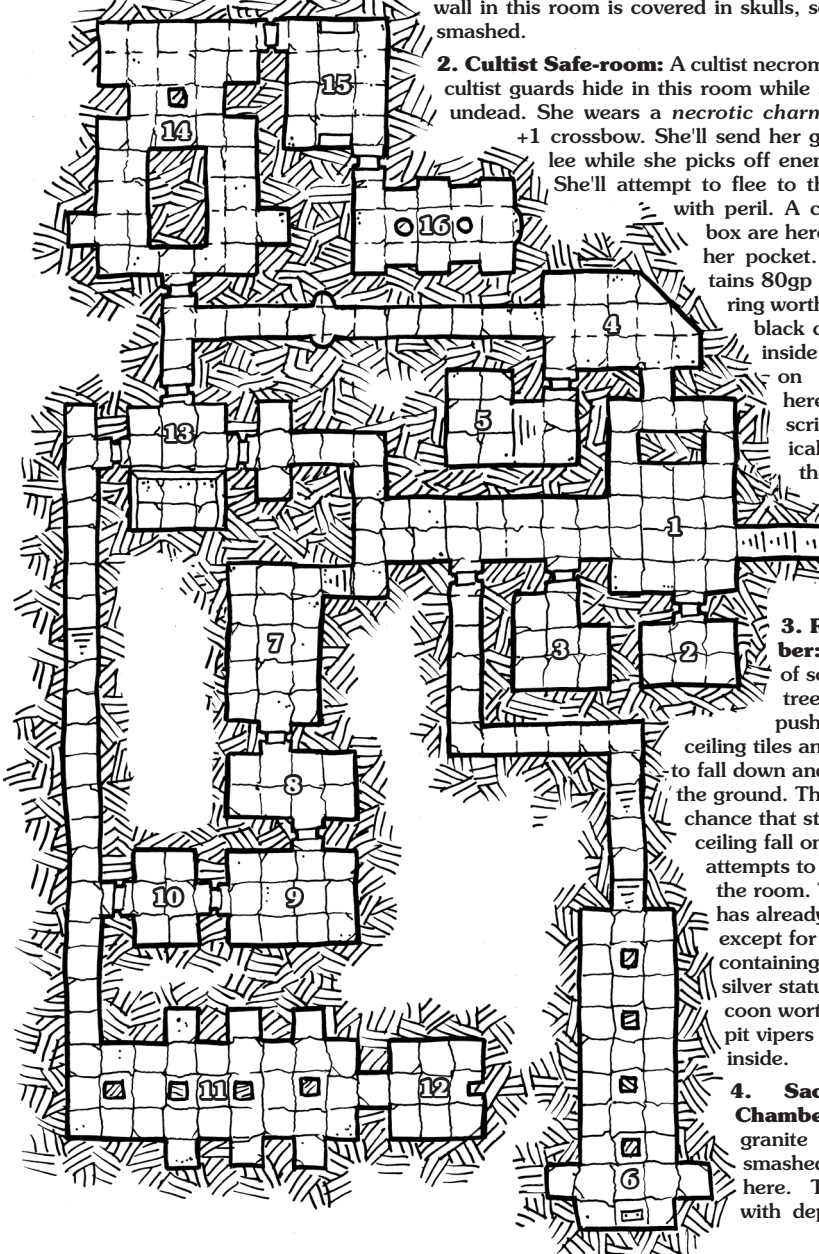 wall in this room is covered in skulls, s
smashed.
2. Cultist Safe-room: A cultist necrom
cultist guards hide in this room while
undead. She wears a necrotic charm
+1 crossbow. She'll send her g
lee while she picks off enem
She'll attempt to flee to th
with peril. A c
box are here
her pocket.
tains 80gp
ring worth
black c
inside
on
here
scri
ical
the
3. R
ber:
of so
tree
push
ceiling tiles an
to fall down and
the ground. Th
chance that st
ceiling fall on
attempts to
the room.
has already
except for
containing
silver statu
coon wort
pit vipers
inside.
4. Sac
Chambe
granite
smashed
here. T
with dep
15
14
16
4
5
13
1
7
3
2
8
10
9
11
12
6